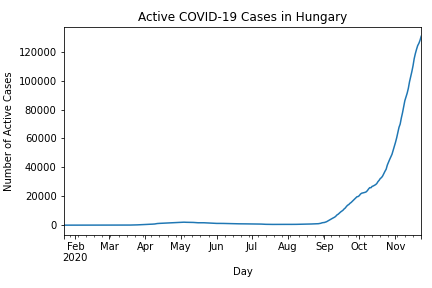 Active COVID-19 Cases in Hungary
Number of Active Cases
120000
100000
80000
60000
40000
20000
0
Feb Mar Apr May Jun Jul Aug Sep Oct Nov
2020
Day